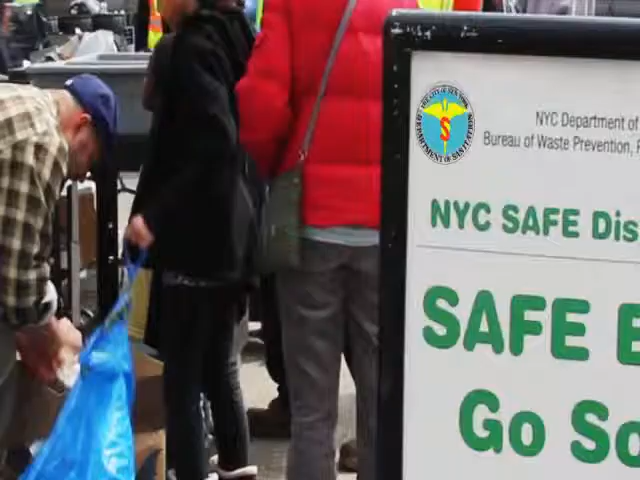 NYC Department of
Bureau of Waste Prevention,
NYC SAFE Dis
SAFE E
Go So